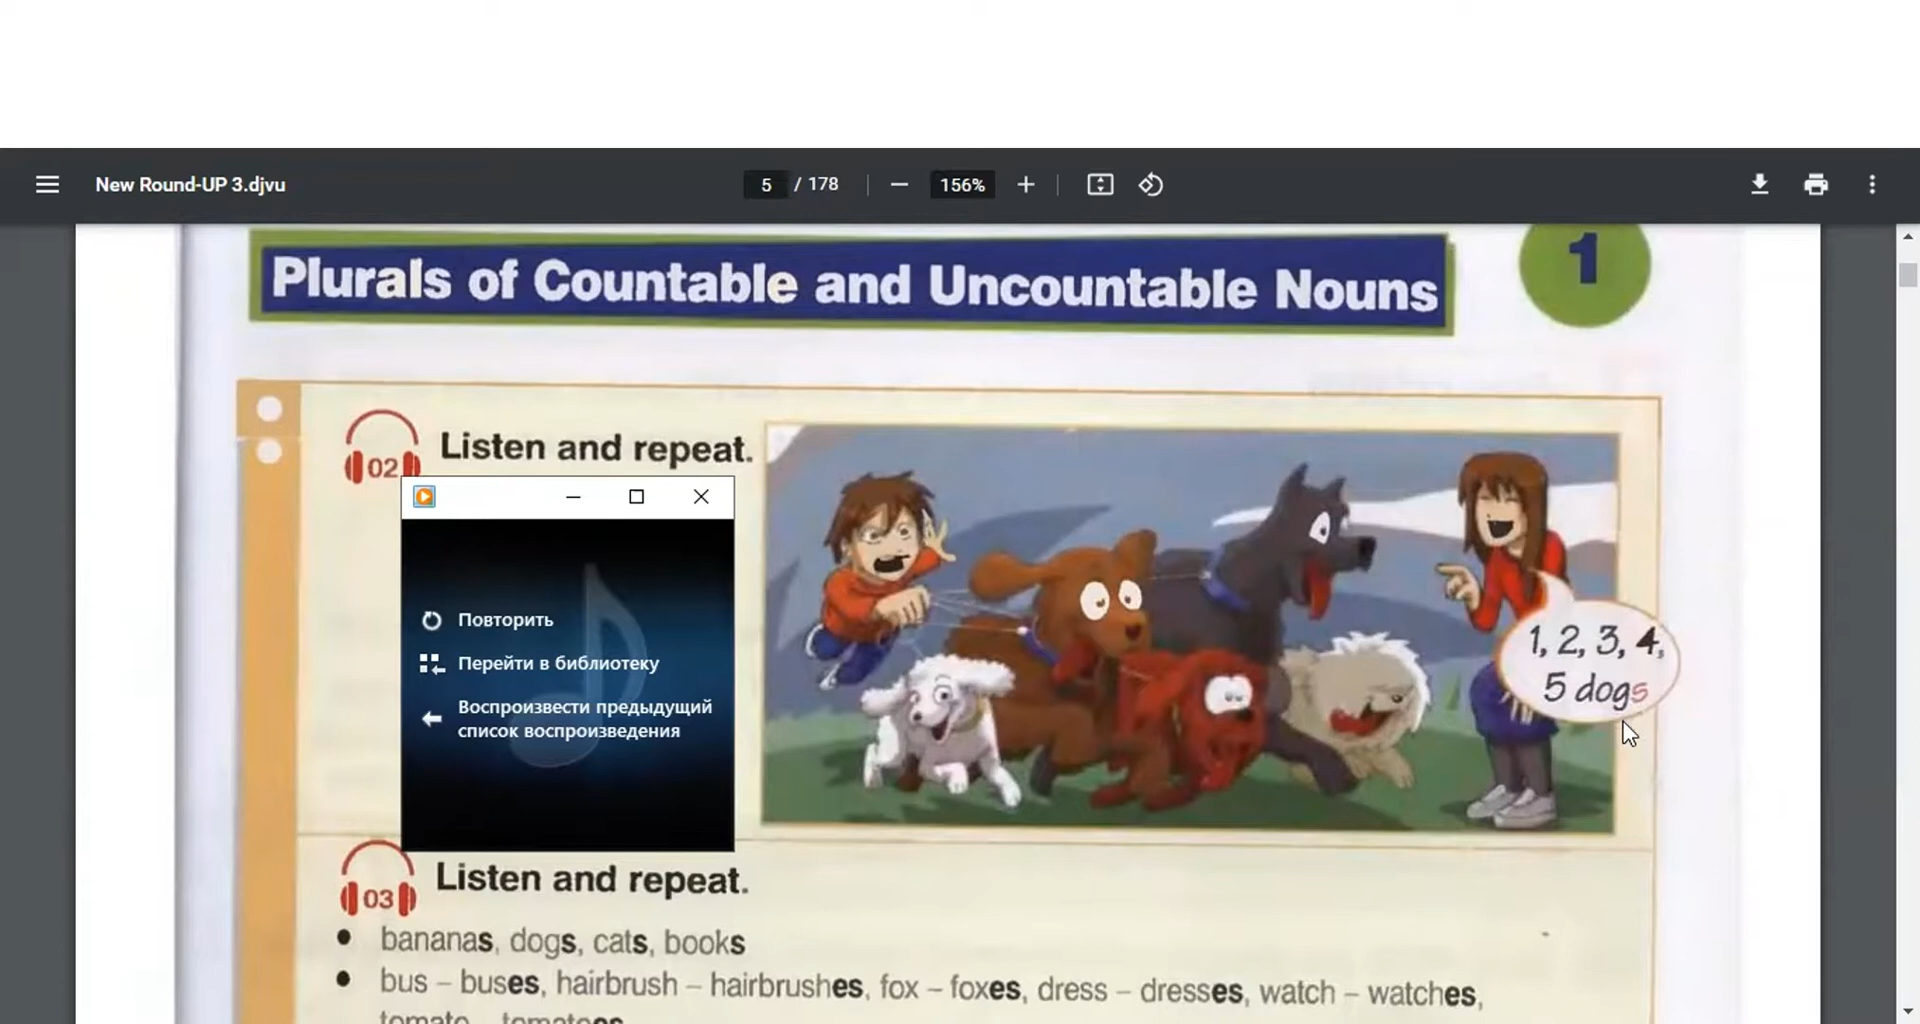 New Round-UP 3.djvu
5 / 178
156%
Plurals of Countable and Uncountable Nouns
1
02
Listen and repeat.
1, 2, 3, 4,
5 dogs
Повторить
Перейти в библиотеку
Воспроизвести предыдущий
список воспроизведения
03
Listen and repeat.
• bananas, dogs, cats, books
• bus – buses, hairbrush – hairbrushes, fox – foxes, dress – dresses, watch – watches,
tomato – tomatoes